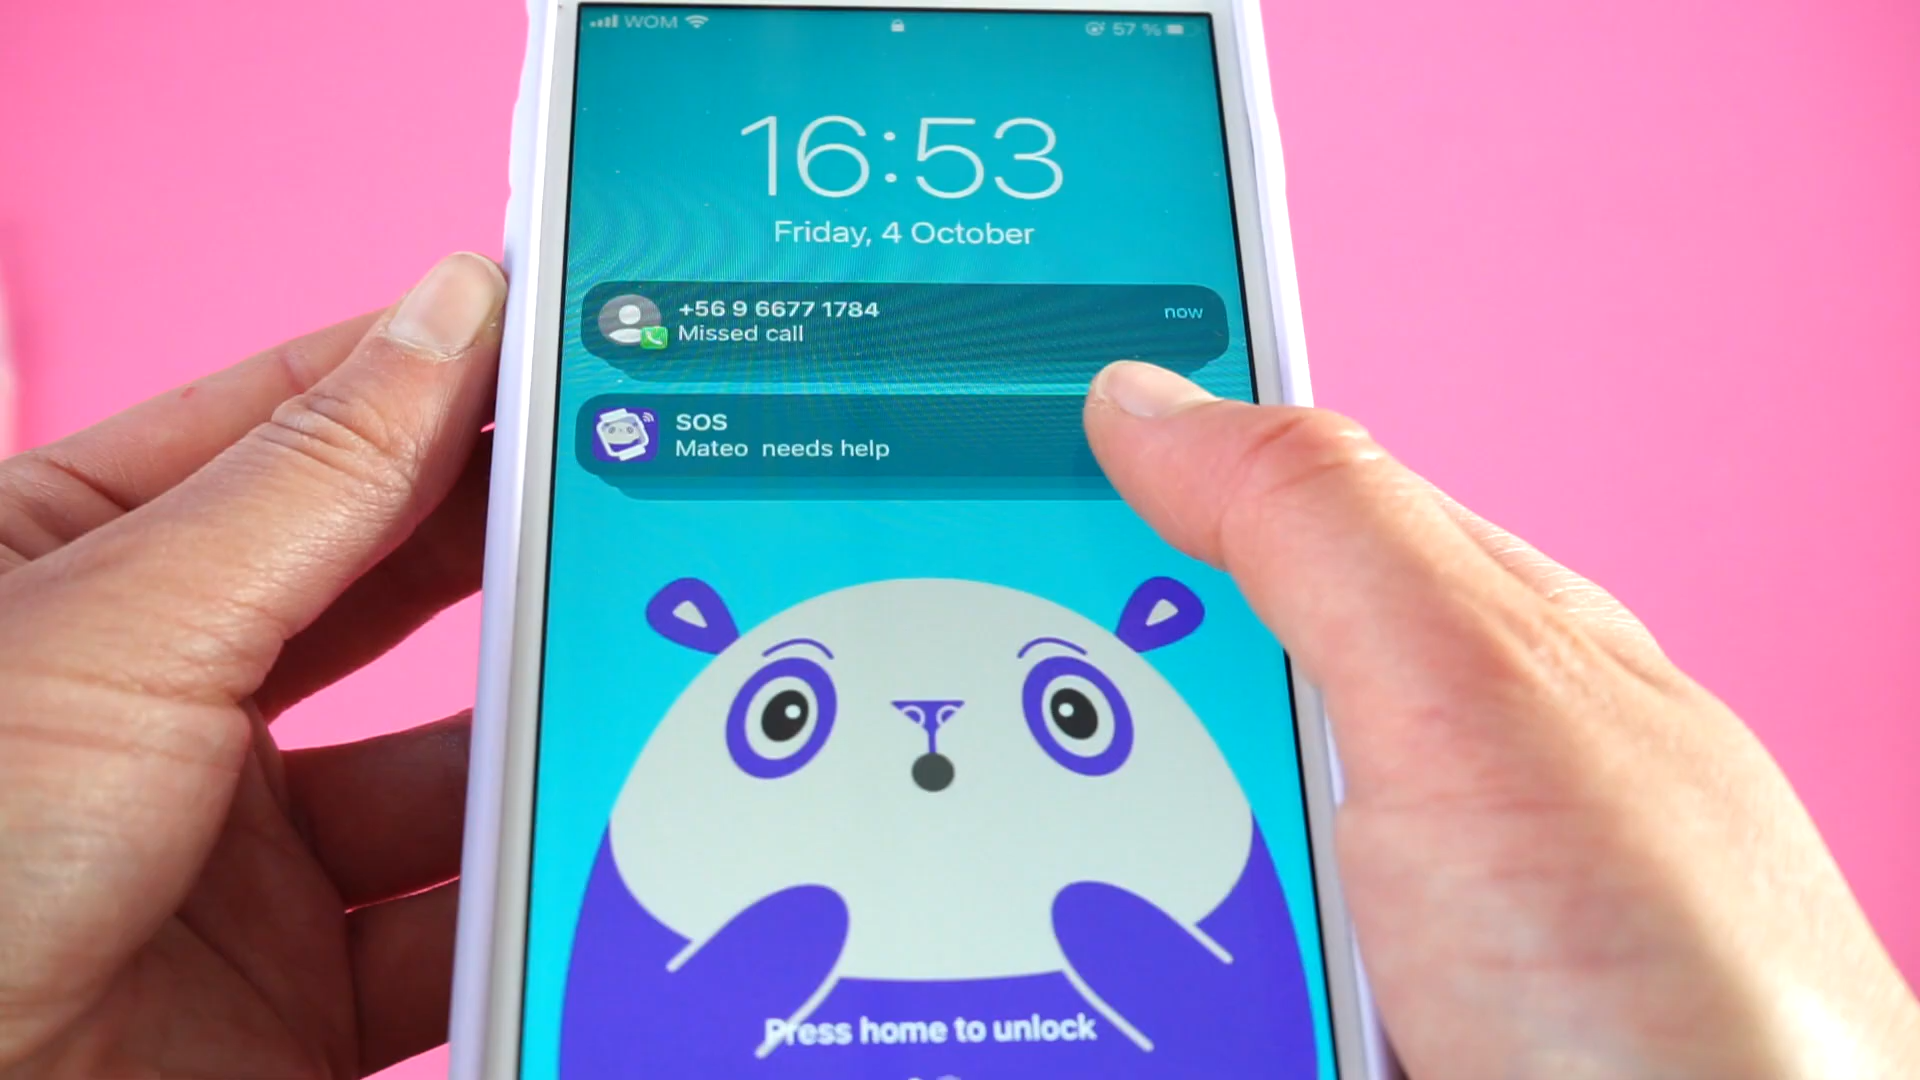 WOM
57 %
16:53
Friday, 4 October
+56 9 6677 1784
now
Missed call
SOS
Mateo needs help
Press home to unlock